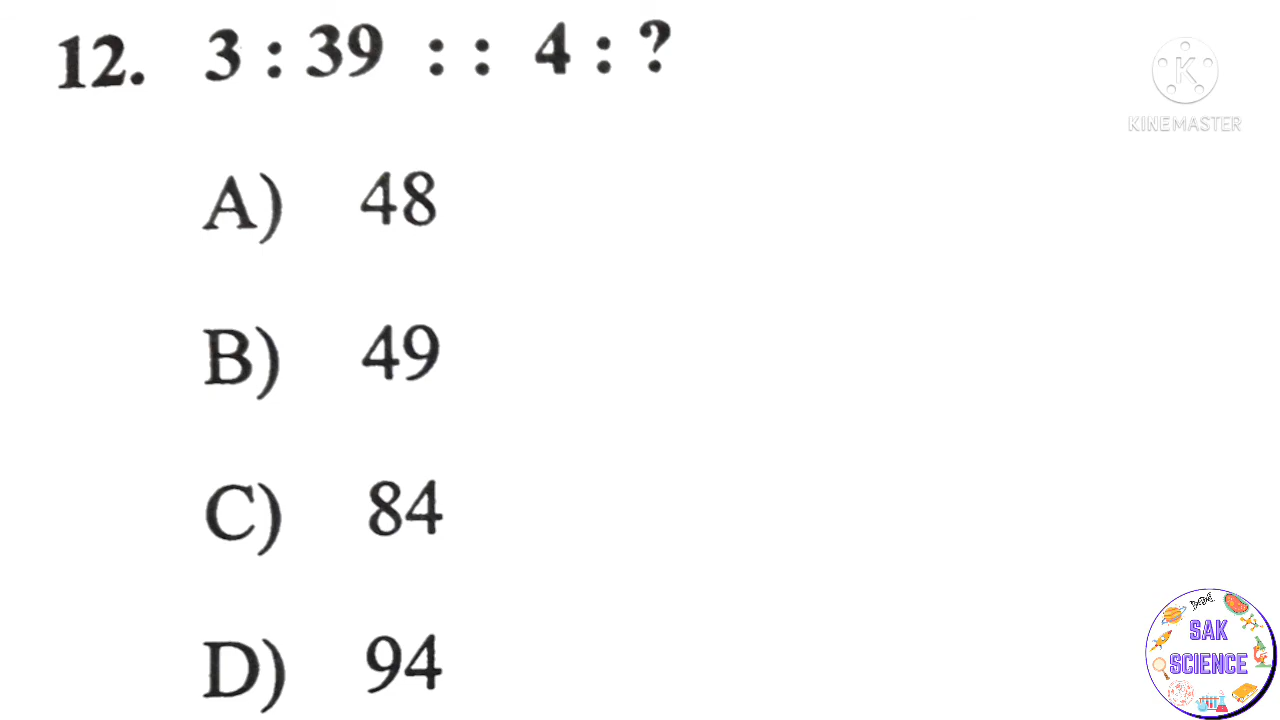 12. 3 : 39 : : 4 : ?
KINEMASTER
A) 48
B) 49
C) 84
D) 94
SAK
SCIENCE